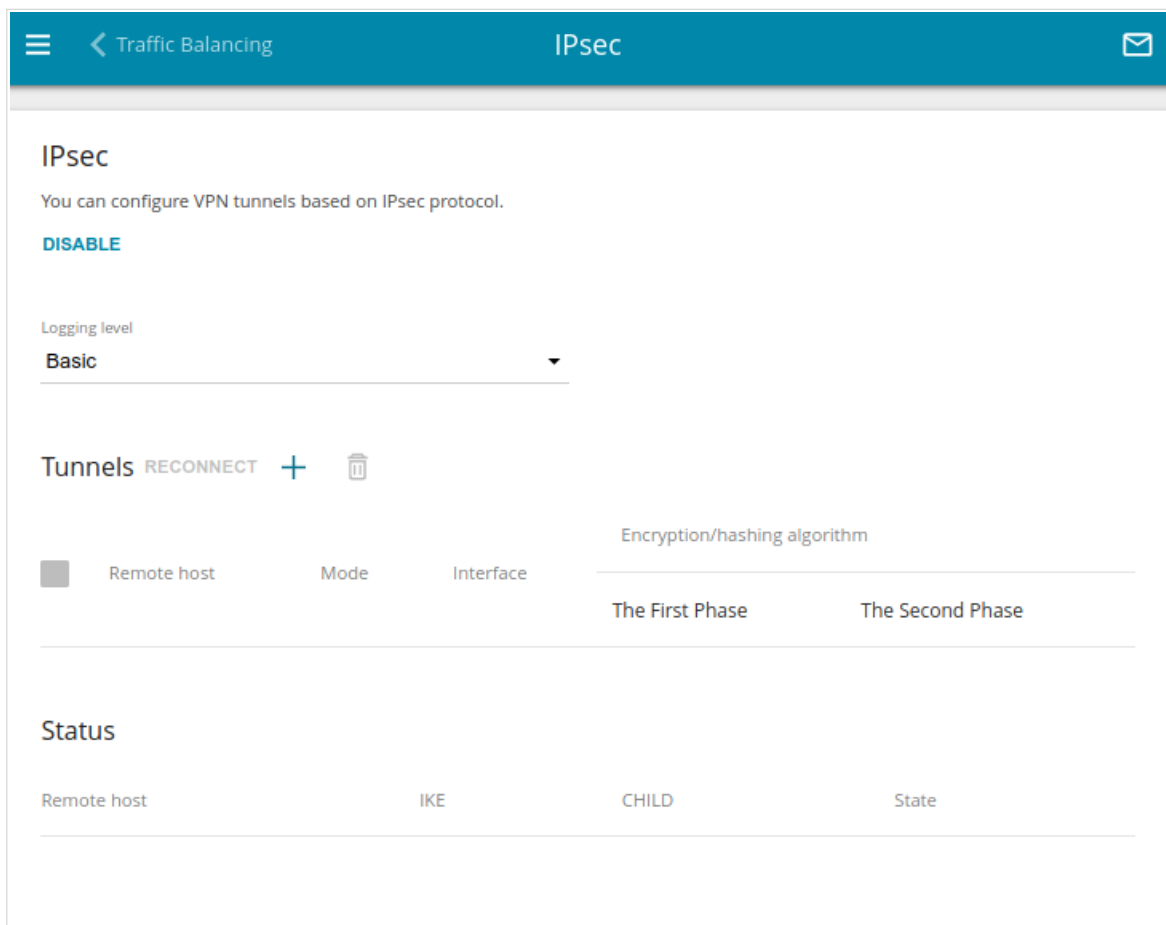 Traffic Balancing
IPsec
IPsec
You can configure VPN tunnels based on IPsec protocol.
DISABLE
Logging level
Basic
Tunnels RECONNECT
Encryption/hashing algorithm
Remote host Mode Interface
The First Phase The Second Phase
Status
Remote host IKE CHILD State